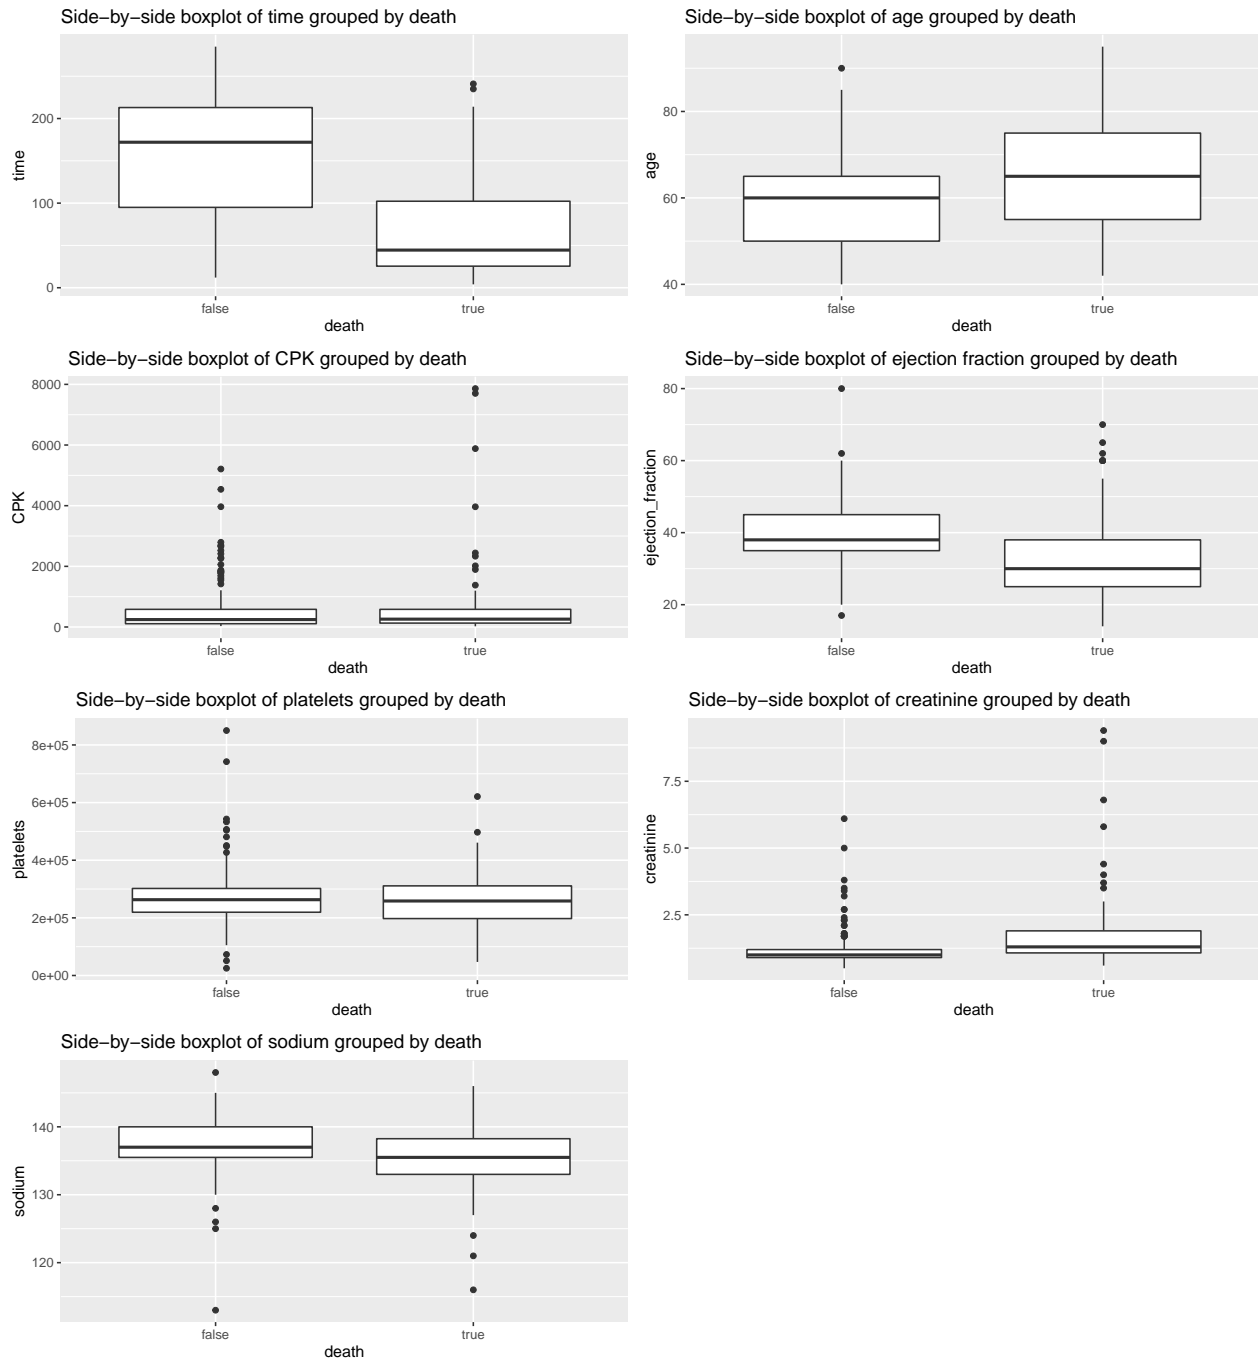 Side−by−side boxplot of time grouped by death
time
200
100
0
false
true
death
Side−by−side boxplot of age grouped by death
age
80
60
40
false
true
death
Side−by−side boxplot of CPK grouped by death
CPK
8000
6000
4000
2000
0
false
true
death
Side−by−side boxplot of ejection fraction grouped by death
ejection_fraction
80
60
40
20
false
true
death
Side−by−side boxplot of platelets grouped by death
platelets
8e+05
6e+05
4e+05
2e+05
0e+00
false
true
death
Side−by−side boxplot of creatinine grouped by death
creatinine
7.5
5.0
2.5
false
true
death
Side−by−side boxplot of sodium grouped by death
sodium
140
130
120
false
true
death